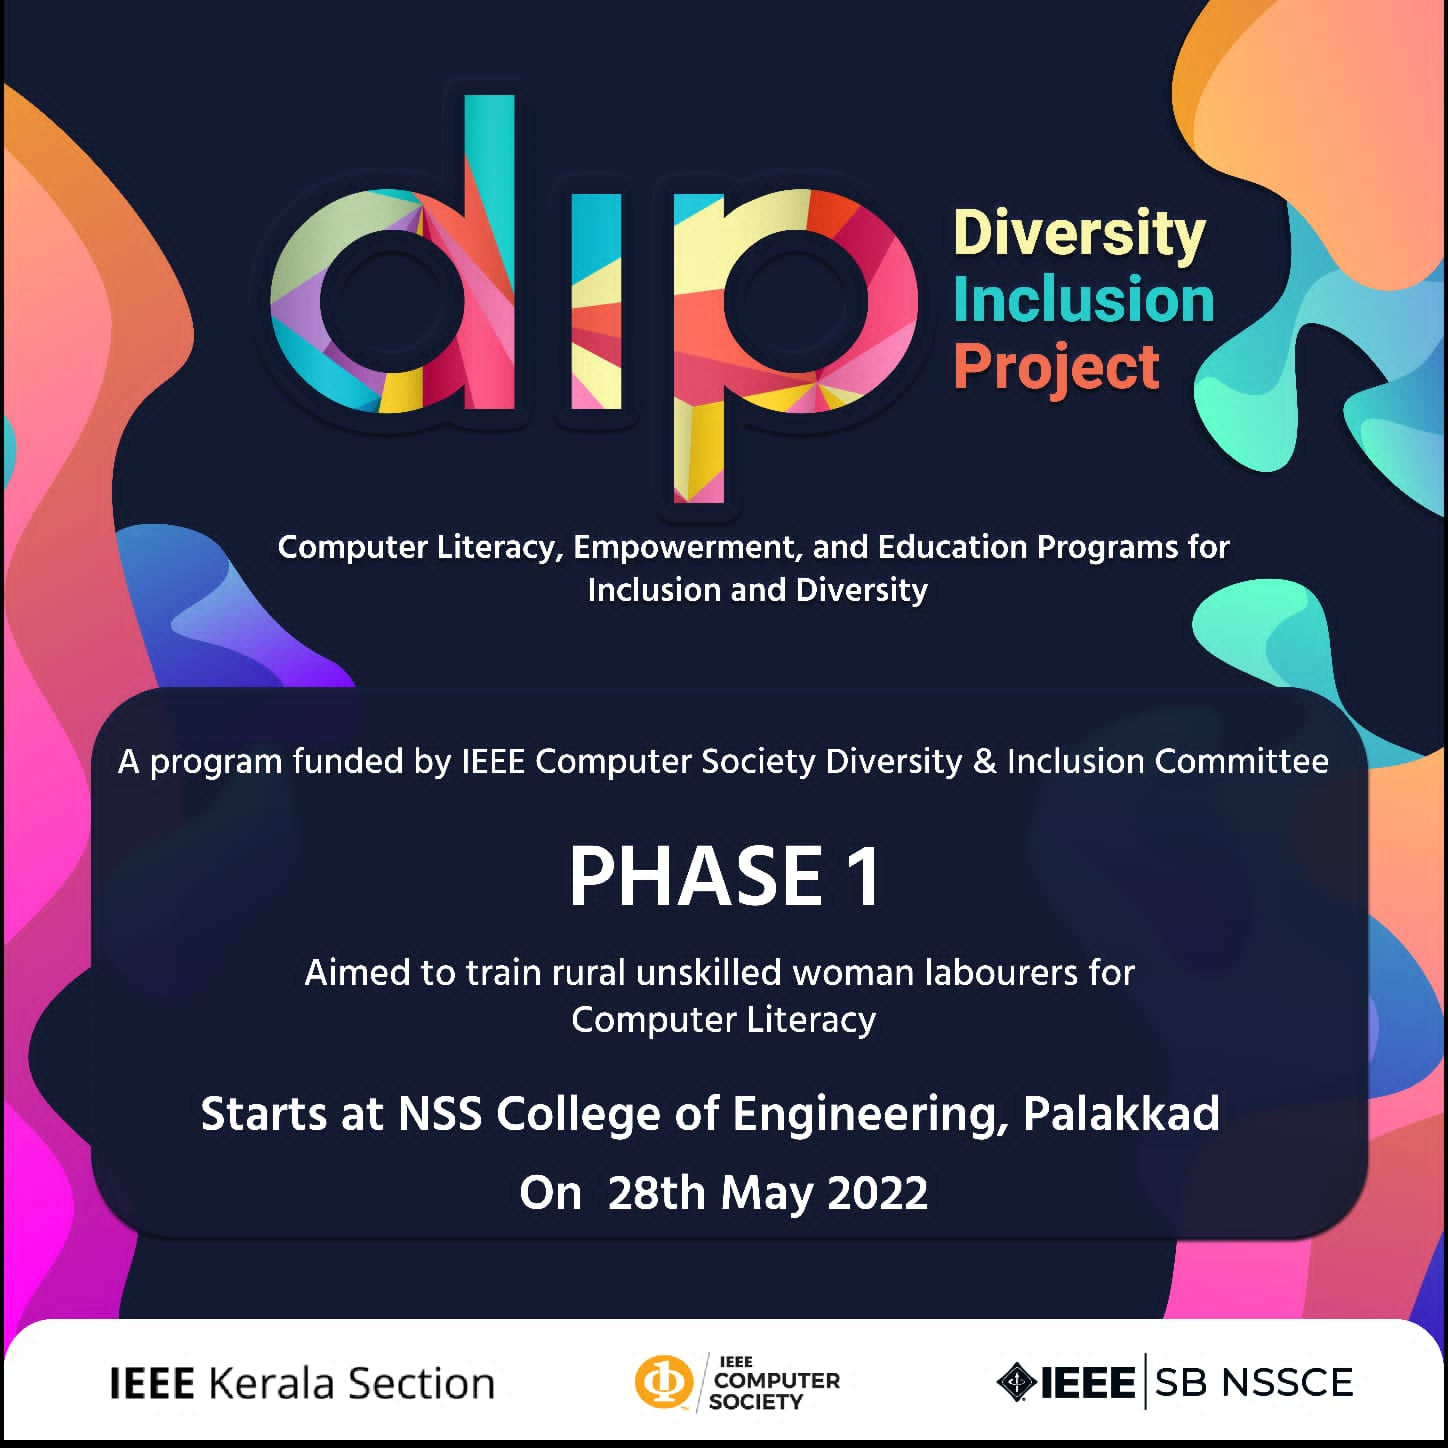 dip
Diversity
Inclusion
Project
Computer Literacy, Empowerment, and Education Programs for
Inclusion and Diversity
A program funded by IEEE Computer Society Diversity & Inclusion Committee
PHASE 1
Aimed to train rural unskilled woman labourers for
Computer Literacy
Starts at NSS College of Engineering, Palakkad
On 28th May 2022
IEEE Kerala Section
IEEE
COMPUTER
SOCIETY
IEEE SB NSSCE